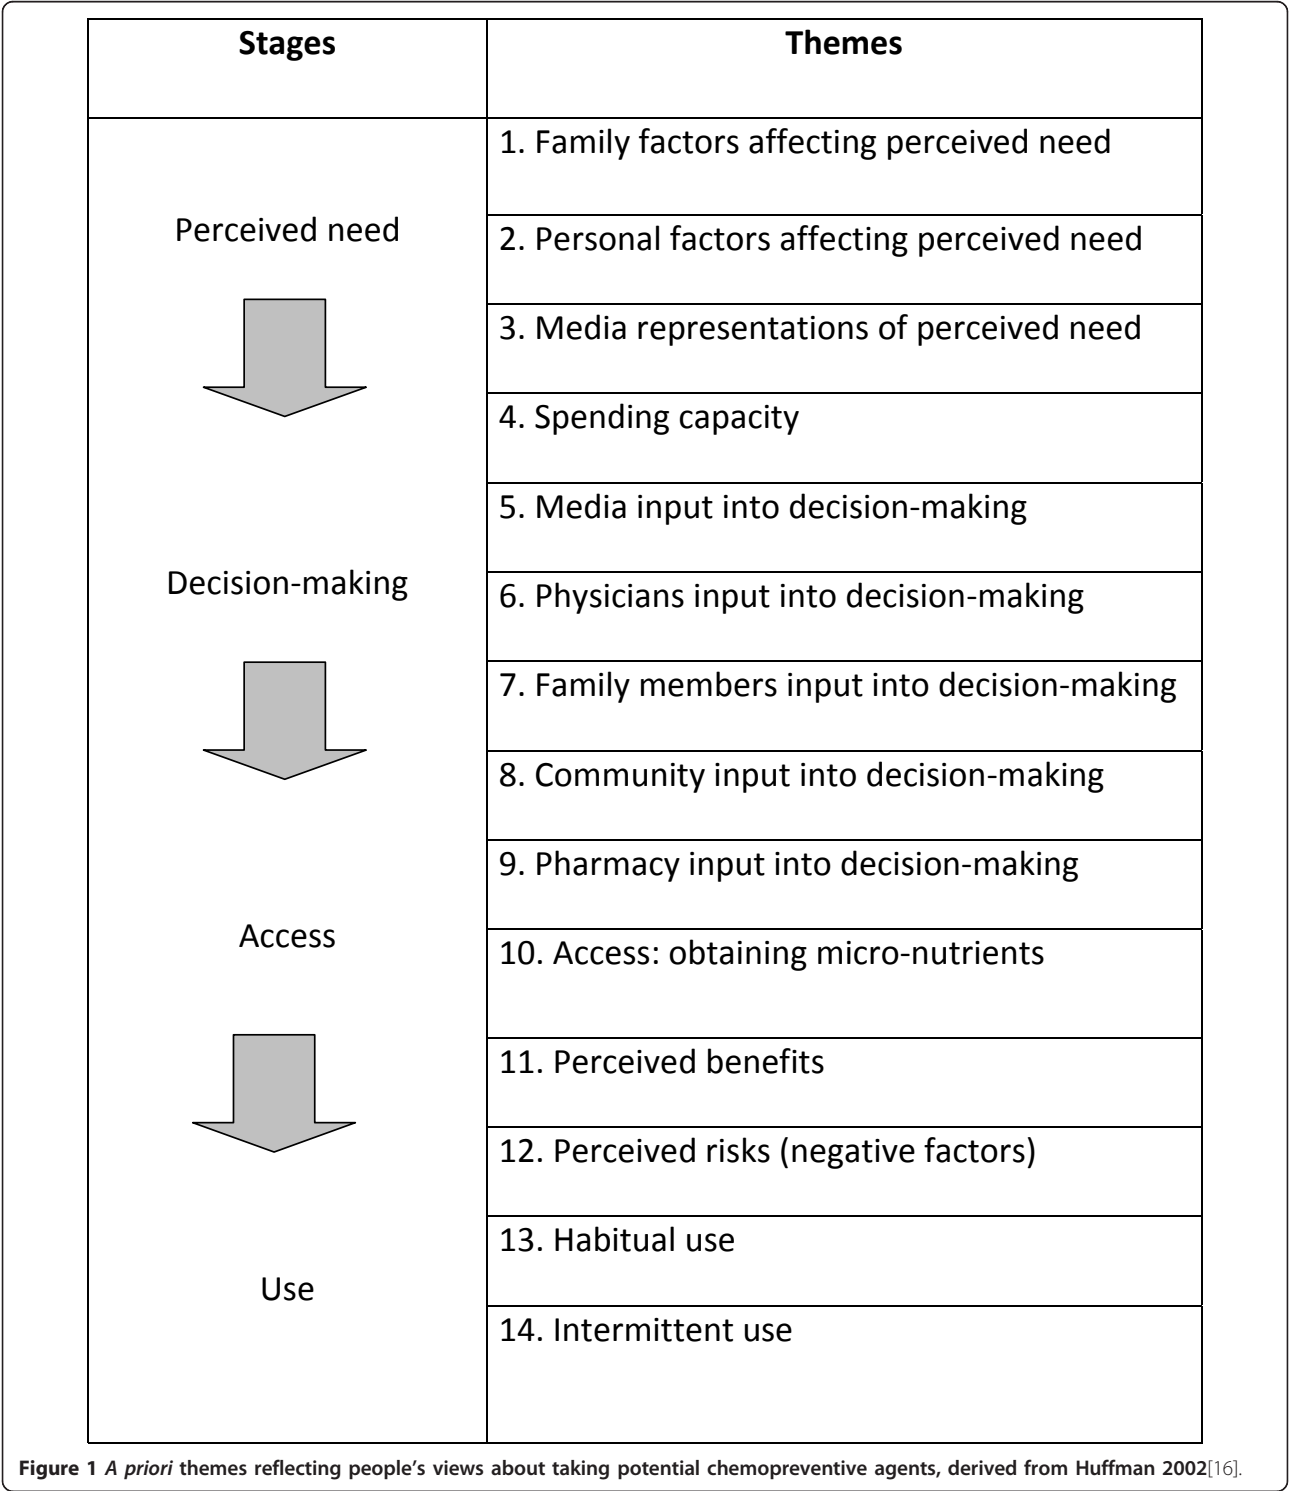 Stages
Themes
Perceived need
Decision-making
Access
Use
1. Family factors affecting perceived need
2. Personal factors affecting perceived need
3. Media representations of perceived need
4. Spending capacity
5. Media input into decision-making
6. Physicians input into decision-making
7. Family members input into decision-making
8. Community input into decision-making
9. Pharmacy input into decision-making
10. Access: obtaining micro-nutrients
11. Perceived benefits
12. Perceived risks (negative factors)
13. Habitual use
14. Intermittent use
Figure 1 A priori themes reflecting people's views about taking potential chemopreventive agents, derived from Huffman 2002[16].